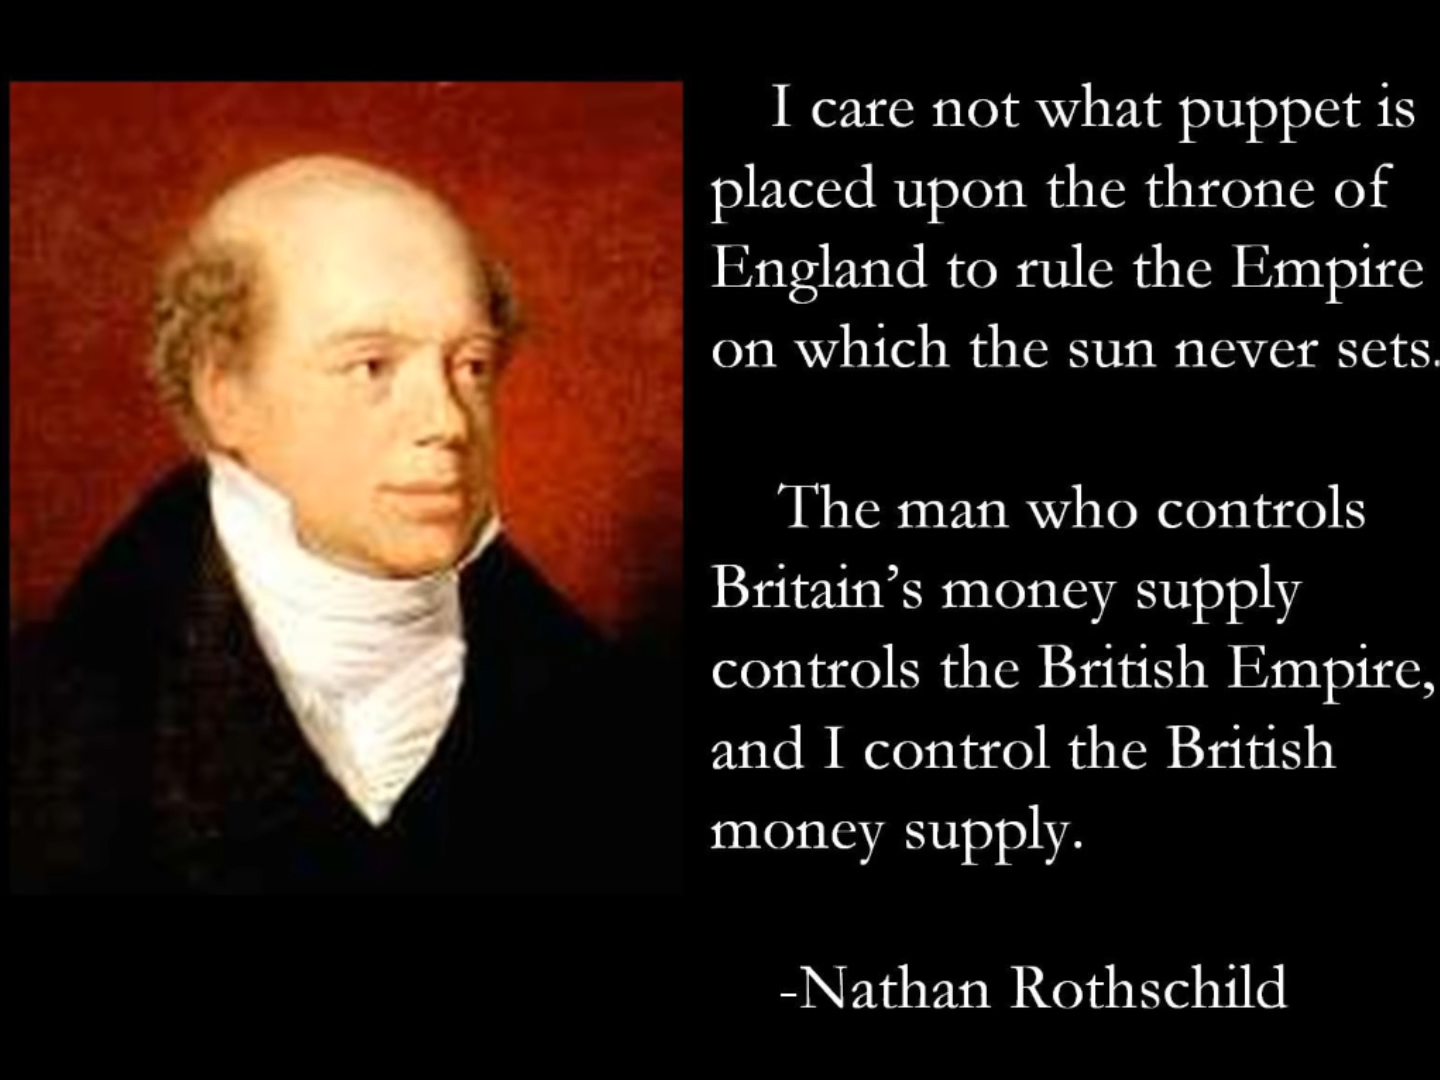 I care not what puppet is
placed upon the throne of
England to rule the Empire
on which the sun never sets.
The man who controls
Britain’s money supply
controls the British Empire,
and I control the British
money supply.
-Nathan Rothschild